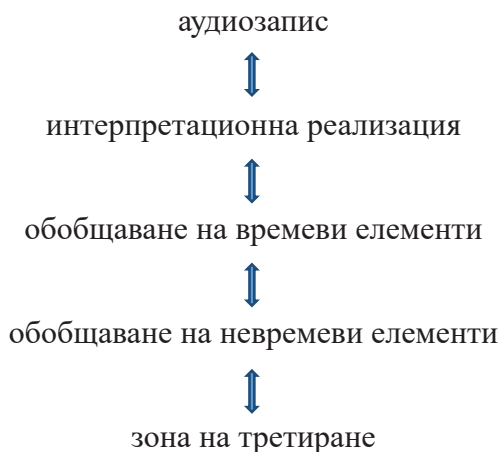 аудиозапис
интерпретационна реализация
обобщаване на времеви елементи
обобщаване на невремеви елементи
зона на третиране